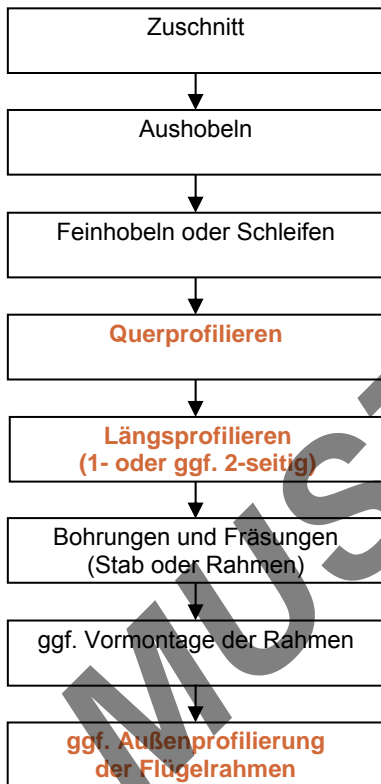 Zuschnitt
Aushobeln
Feinhobeln oder Schleifen
Querprofilieren
Längsprofilieren
(1- oder ggf. 2-seitig)
Bohrungen und Fräsungen
(Stab oder Rahmen)
ggf. Vormontage der Rahmen
ggf. Außenprofilierung
der Flügelrahmen
MUST